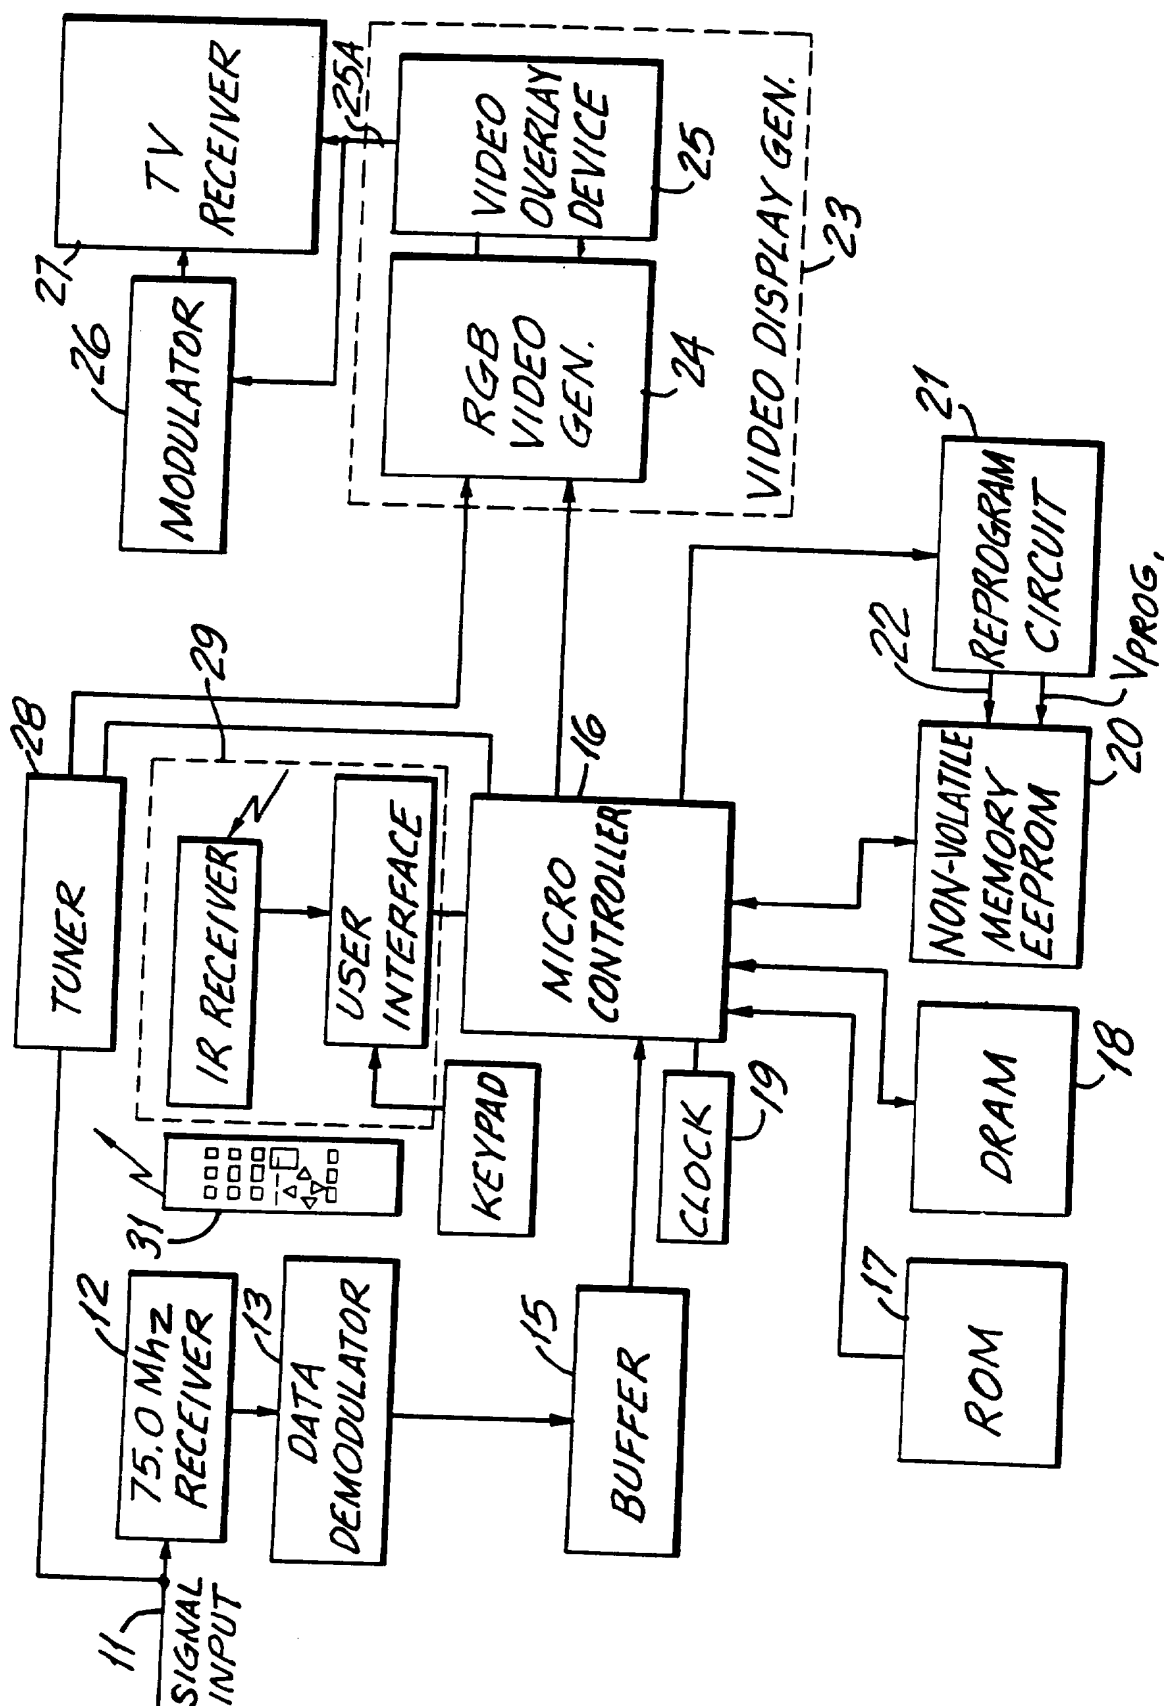 11
SIGNAL
INPUT
12
75.0 Mhz
RECEIVER
13
DATA
DEMODULATOR
15
BUFFER
17
ROM
31
KEYPAD
CLOCK
19
DRAM
18
28
TUNER
29
IR RECEIVER
USER
INTERFACE
16
MICRO
CONTROLLER
NON-VOLATILE
MEMORY
EEPROM
20
22
VPROG.
21
REPROGRAM
CIRCUIT
26
MODULATOR
27
TV
RECEIVER
25A
RGB
VIDEO
GEN.
24
VIDEO
OVERLAY
DEVICE
25
VIDEO DISPLAY GEN.
23